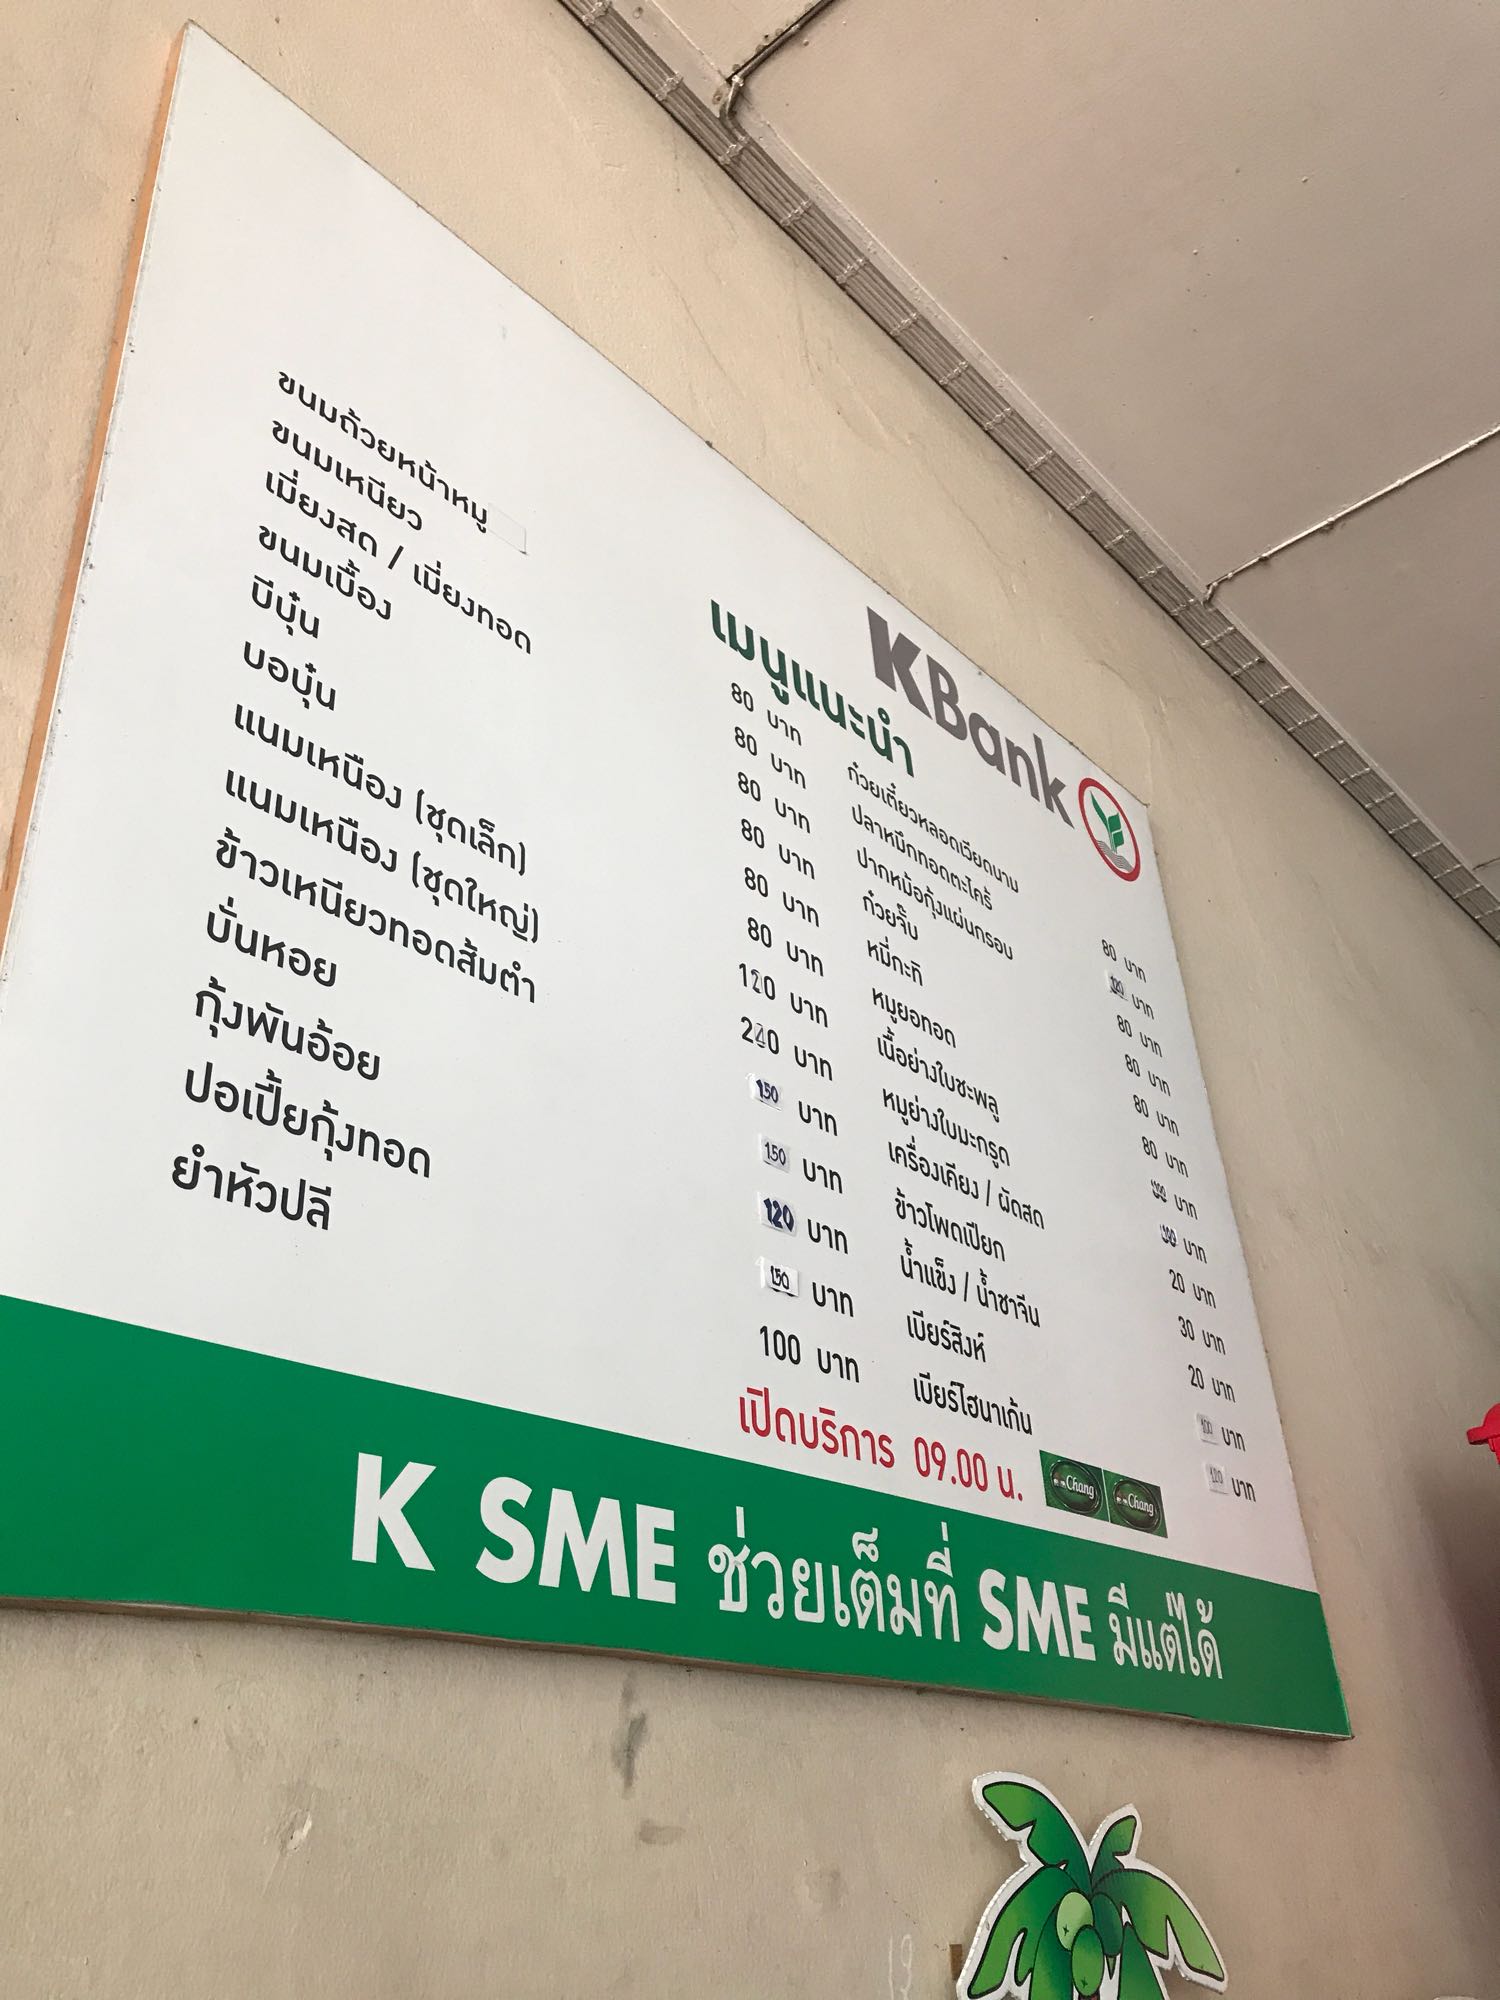 KBank
เมนูแนะนำ
ขนมถ้วยหน้าหมู 80 บาท
ขนมเหนียว 80 บาท
เมี่ยงสด / เมี่ยงทอด 80 บาท
ขนมเบื้อง 80 บาท
บีบุ๋น 80 บาท
บอบุ๋น 80 บาท
แนมเหนือง (ชุดเล็ก) 120 บาท
แนมเหนือง (ชุดใหญ่) 240 บาท
ข้าวเหนียวทอดส้มตำ 150 บาท
บั่นหอย 150 บาท
กุ้งพันอ้อย 120 บาท
ปอเปี้ยกุ้งทอด 150 บาท
ยำหัวปลี 100 บาท
ก๋วยเตี๋ยวหลอดเวียดนาม 80 บาท
ปลาหมึกทอดตะไคร้ 120 บาท
ปากหม้อกุ้งแผ่นกรอบ 80 บาท
ก๋วยจั๊บ 80 บาท
หมี่กะทิ 80 บาท
หมูยอทอด 80 บาท
เนื้อย่างใบชะพลู 100 บาท
หมูย่างใบมะกรูด 100 บาท
เครื่องเคียง / ผัดสด 20 บาท
ข้าวโพดเปียก 30 บาท
น้ำแข็ง / น้ำชาจีน 20 บาท
เบียร์สิงห์ 100 บาท
เบียร์ไฮนาเก้น 120 บาท
Chang Chang
เปิดบริการ 09.00 น.
K SME ช่วยเต็มที่ SME มีแต่ได้